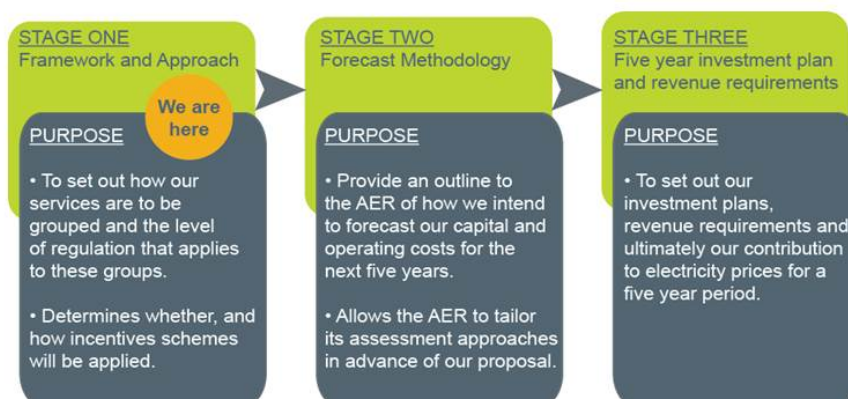 STAGE ONE
Framework and Approach
We are
here
PURPOSE
• To set out how our
services are to be
grouped and the level
of regulation that applies
to these groups.
• Determines whether, and
how incentives schemes
will be applied.
STAGE TWO
Forecast Methodology
PURPOSE
• Provide an outline to
the AER of how we intend
to forecast our capital and
operating costs for the
next five years.
• Allows the AER to tailor
its assessment approaches
in advance of our proposal.
STAGE THREE
Five year investment plan
and revenue requirements
PURPOSE
• To set out our
investment plans,
revenue requirements and
ultimately our contribution
to electricity prices for a
five year period.